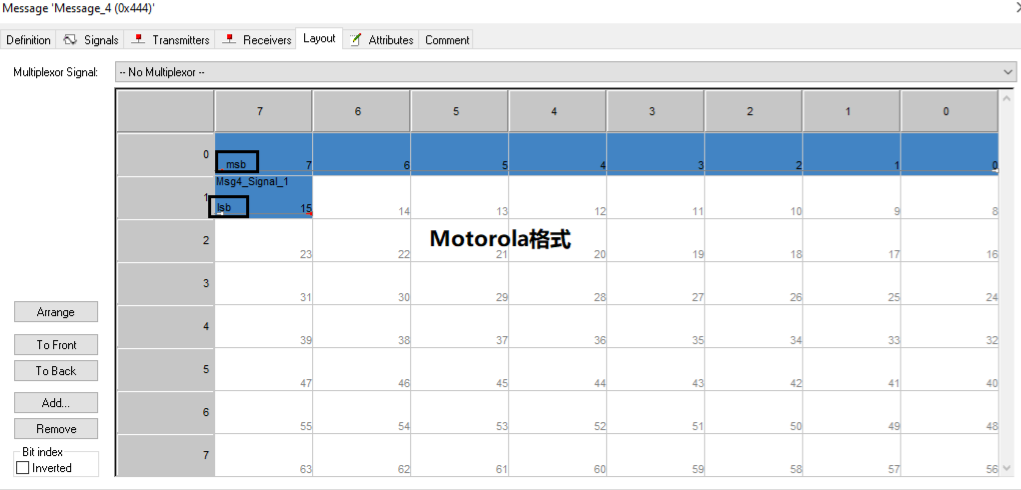 Message 'Message_4 (0x444)'
Definition Signals Transmitters Receivers Layout Attributes Comment
Multiplexor Signal: -- No Multiplexor --
7 6 5 4 3 2 1 0
0 msb 7 6 5 4 3 2 1 0
Msg4_Signal_1
1 lsb 15 14 13 12 11 10 9 8
Motorola格式
2 23 22 21 20 19 18 17 16
3 31 30 29 28 27 26 25 24
Arrange
4 39 38 37 36 35 34 33 32
To Front
To Back
5 47 46 45 44 43 42 41 40
Add...
6 55 54 53 52 51 50 49 48
Remove
Bit index
7 63 62 61 60 59 58 57 56
Inverted